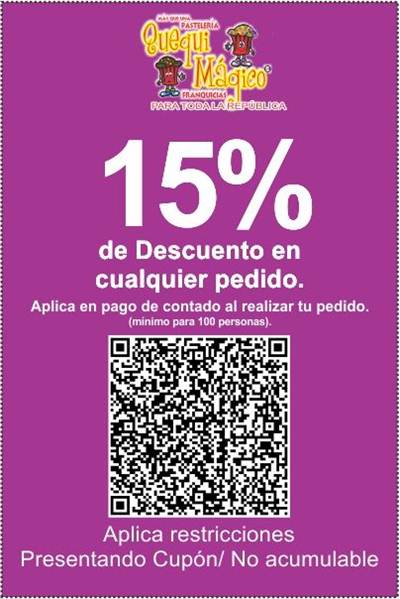 MÁS QUE UNA
PASTELERÍA
Quequi
Mágico
FRANQUICIAS
PARA TODA LA REPÚBLICA
15%
de Descuento en
cualquier pedido.
Aplica en pago de contado al realizar tu pedido.
(mínimo para 100 personas).
Aplica restricciones
Presentando Cupón/ No acumulable